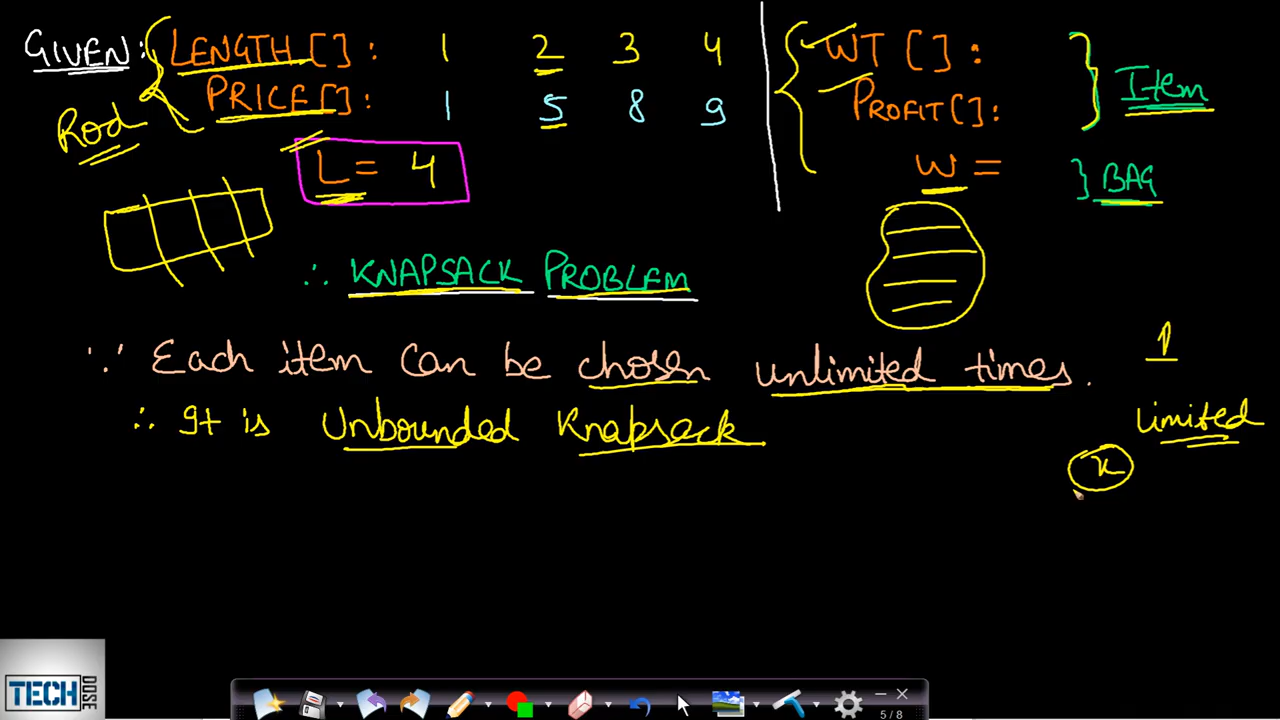 GIVEN: LENGTH[]: 1 2 3 4
PRICE[]: 1 5 8 9
Rod
L = 4
WT[]:
PROFIT[]:
Item
W =
BAG
∴ KNAPSACK PROBLEM
∵ Each item can be chosen unlimited times.
1
∴ It is Unbounded Knapsack
Limited
K
TECH DOSE
5/8